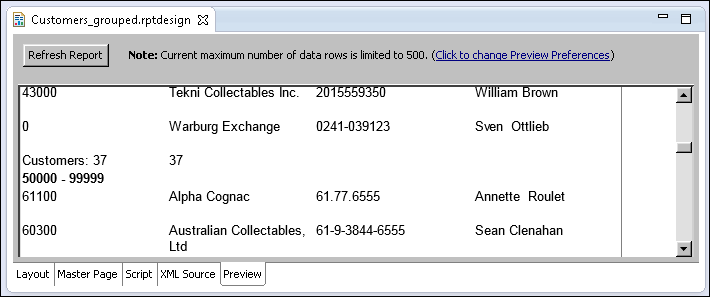 Customers_grouped.rptdesign
Refresh Report Note: Current maximum number of data rows is limited to 500. (Click to change Preview Preferences)
43000 Tekni Collectables Inc. 2015559350 William Brown
0 Warburg Exchange 0241-039123 Sven Ottlieb
Customers: 37 37
50000 - 99999
61100 Alpha Cognac 61.77.6555 Annette Roulet
60300 Australian Collectables, 61-9-3844-6555 Sean Clenahan
Ltd
Layout Master Page Script XML Source Preview